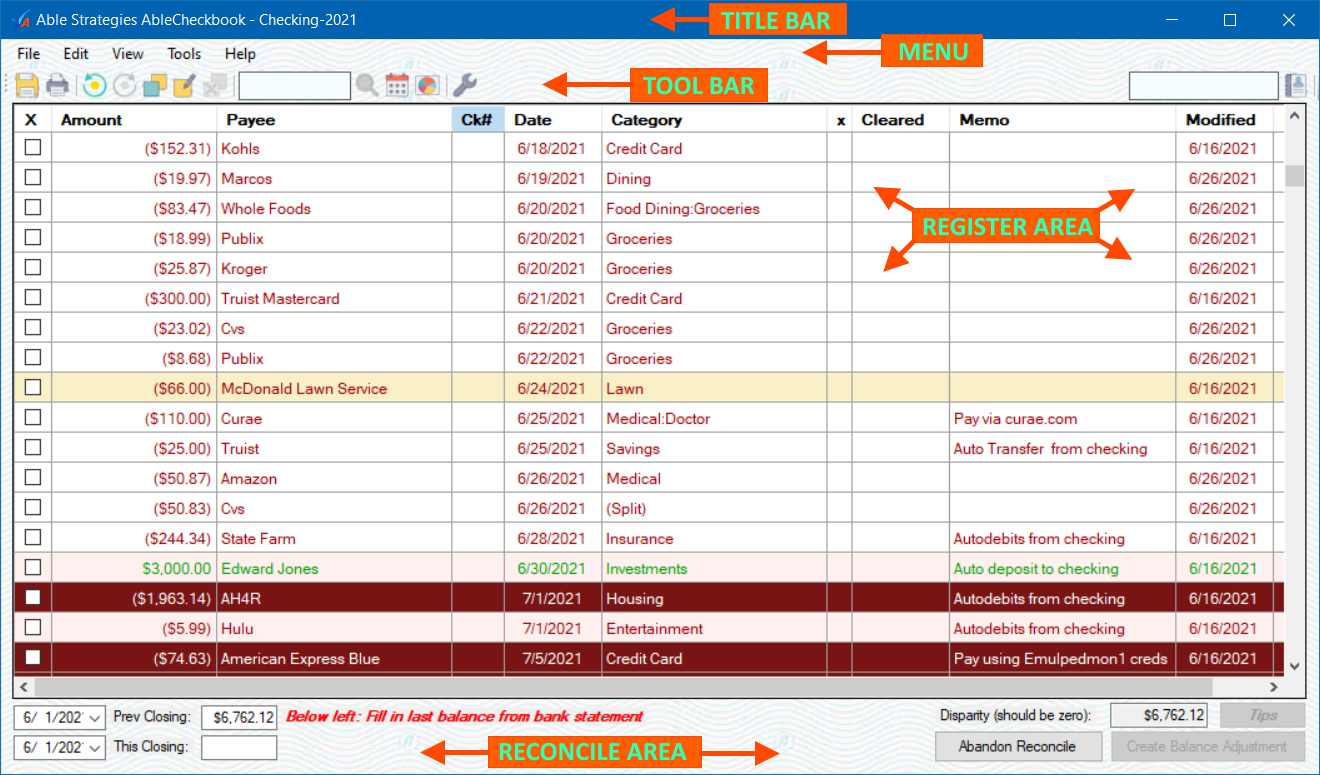 Able Strategies AbleCheckbook - Checking-2021 TITLE BAR
File Edit View Tools Help MENU
TOOL BAR
X Amount Payee Ck# Date Category x Cleared Memo Modified
($152.31) Kohls 6/18/2021 Credit Card 6/16/2021
($19.97) Marcos 6/19/2021 Dining 6/26/2021
($83.47) Whole Foods 6/20/2021 Food Dining:Groceries 6/26/2021
REGISTER AREA
($18.99) Publix 6/20/2021 Groceries 6/26/2021
($25.87) Kroger 6/20/2021 Groceries 6/26/2021
($300.00) Truist Mastercard 6/21/2021 Credit Card 6/16/2021
($23.02) Cvs 6/22/2021 Groceries 6/26/2021
($8.68) Publix 6/22/2021 Groceries 6/26/2021
($66.00) McDonald Lawn Service 6/24/2021 Lawn 6/16/2021
($110.00) Curae 6/25/2021 Medical:Doctor Pay via curae.com 6/16/2021
($25.00) Truist 6/25/2021 Savings Auto Transfer from checking 6/16/2021
($50.87) Amazon 6/26/2021 Medical 6/26/2021
($50.83) Cvs 6/26/2021 (Split) 6/26/2021
($244.34) State Farm 6/28/2021 Insurance Autodebits from checking 6/16/2021
$3,000.00 Edward Jones 6/30/2021 Investments Auto deposit to checking 6/16/2021
($1,963.14) AH4R 7/1/2021 Housing Autodebits from checking 6/16/2021
($5.99) Hulu 7/1/2021 Entertainment Autodebits from checking 6/16/2021
($74.63) American Express Blue 7/5/2021 Credit Card Pay using Emulpedmon1 creds 6/16/2021
6/ 1/202 Prev Closing: $6,762.12 Below left: Fill in last balance from bank statement Disparity (should be zero): $6,762.12 Tips
6/ 1/202 This Closing: RECONCILE AREA Abandon Reconcile Create Balance Adjustment